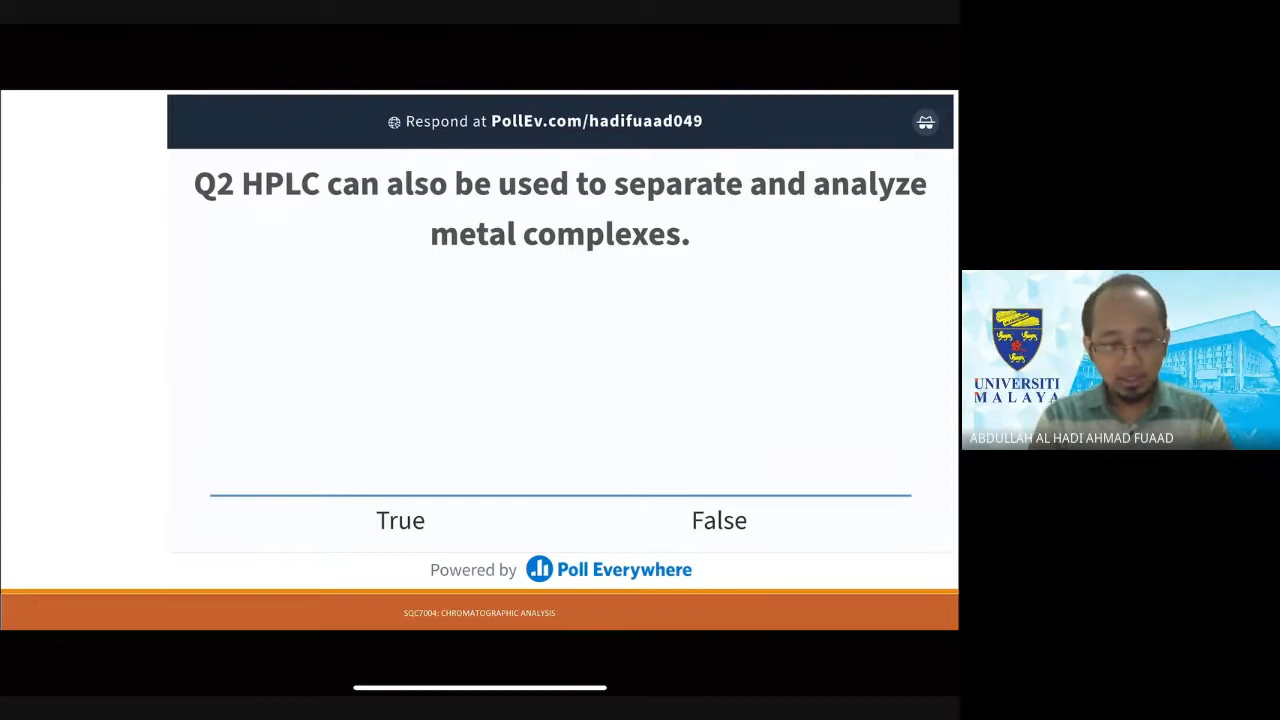 Respond at PollEv.com/hadifuaad049
Q2 HPLC can also be used to separate and analyze
metal complexes.
True
False
Powered by Poll Everywhere
SQC7004: CHROMATOGRAPHIC ANALYSIS
UNIVERSITI
MALAYA
ABDULLAH AL HADI AHMAD FUAAD